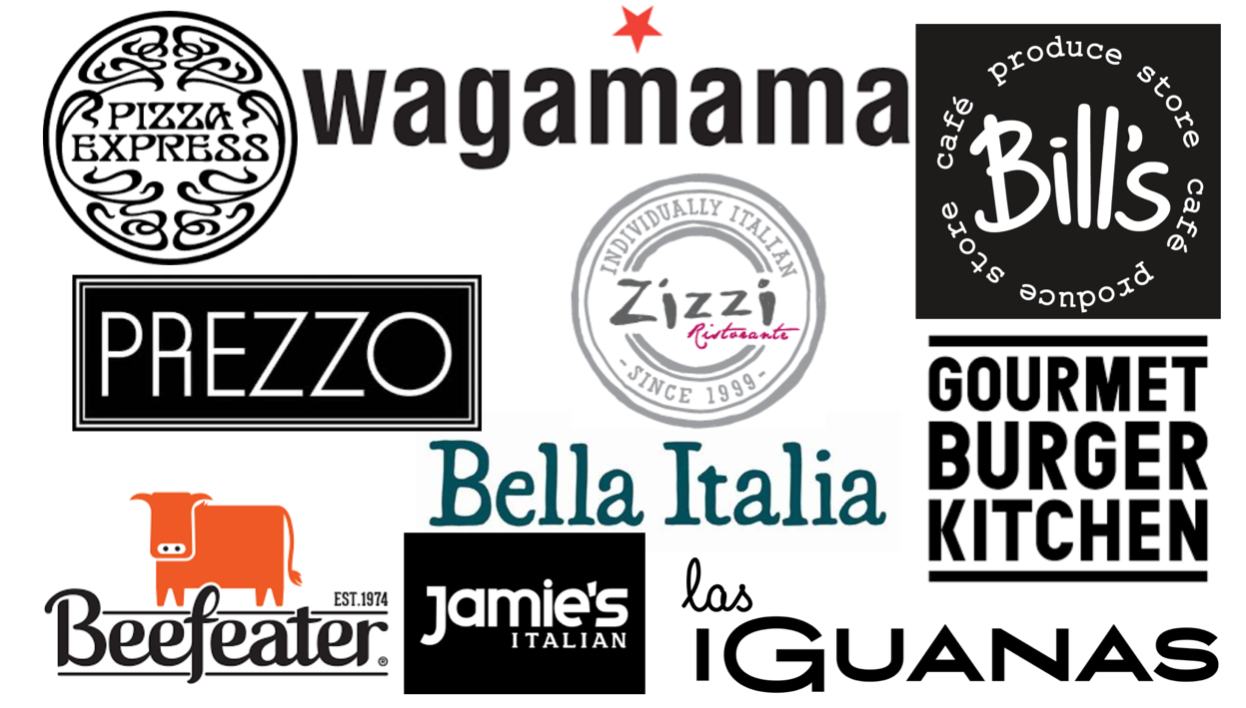 PIZZA
EXPRESS
wagamama
café produce store
Bill's
café produce store
INDIVIDUALLY ITALIAN
Zizzi
Ristorante
- SINCE 1999 -
PREZZO
GOURMET
BURGER
KITCHEN
Bella Italia
EST.1974
Beefeater®
Jamie's
ITALIAN
las
iGUANAS